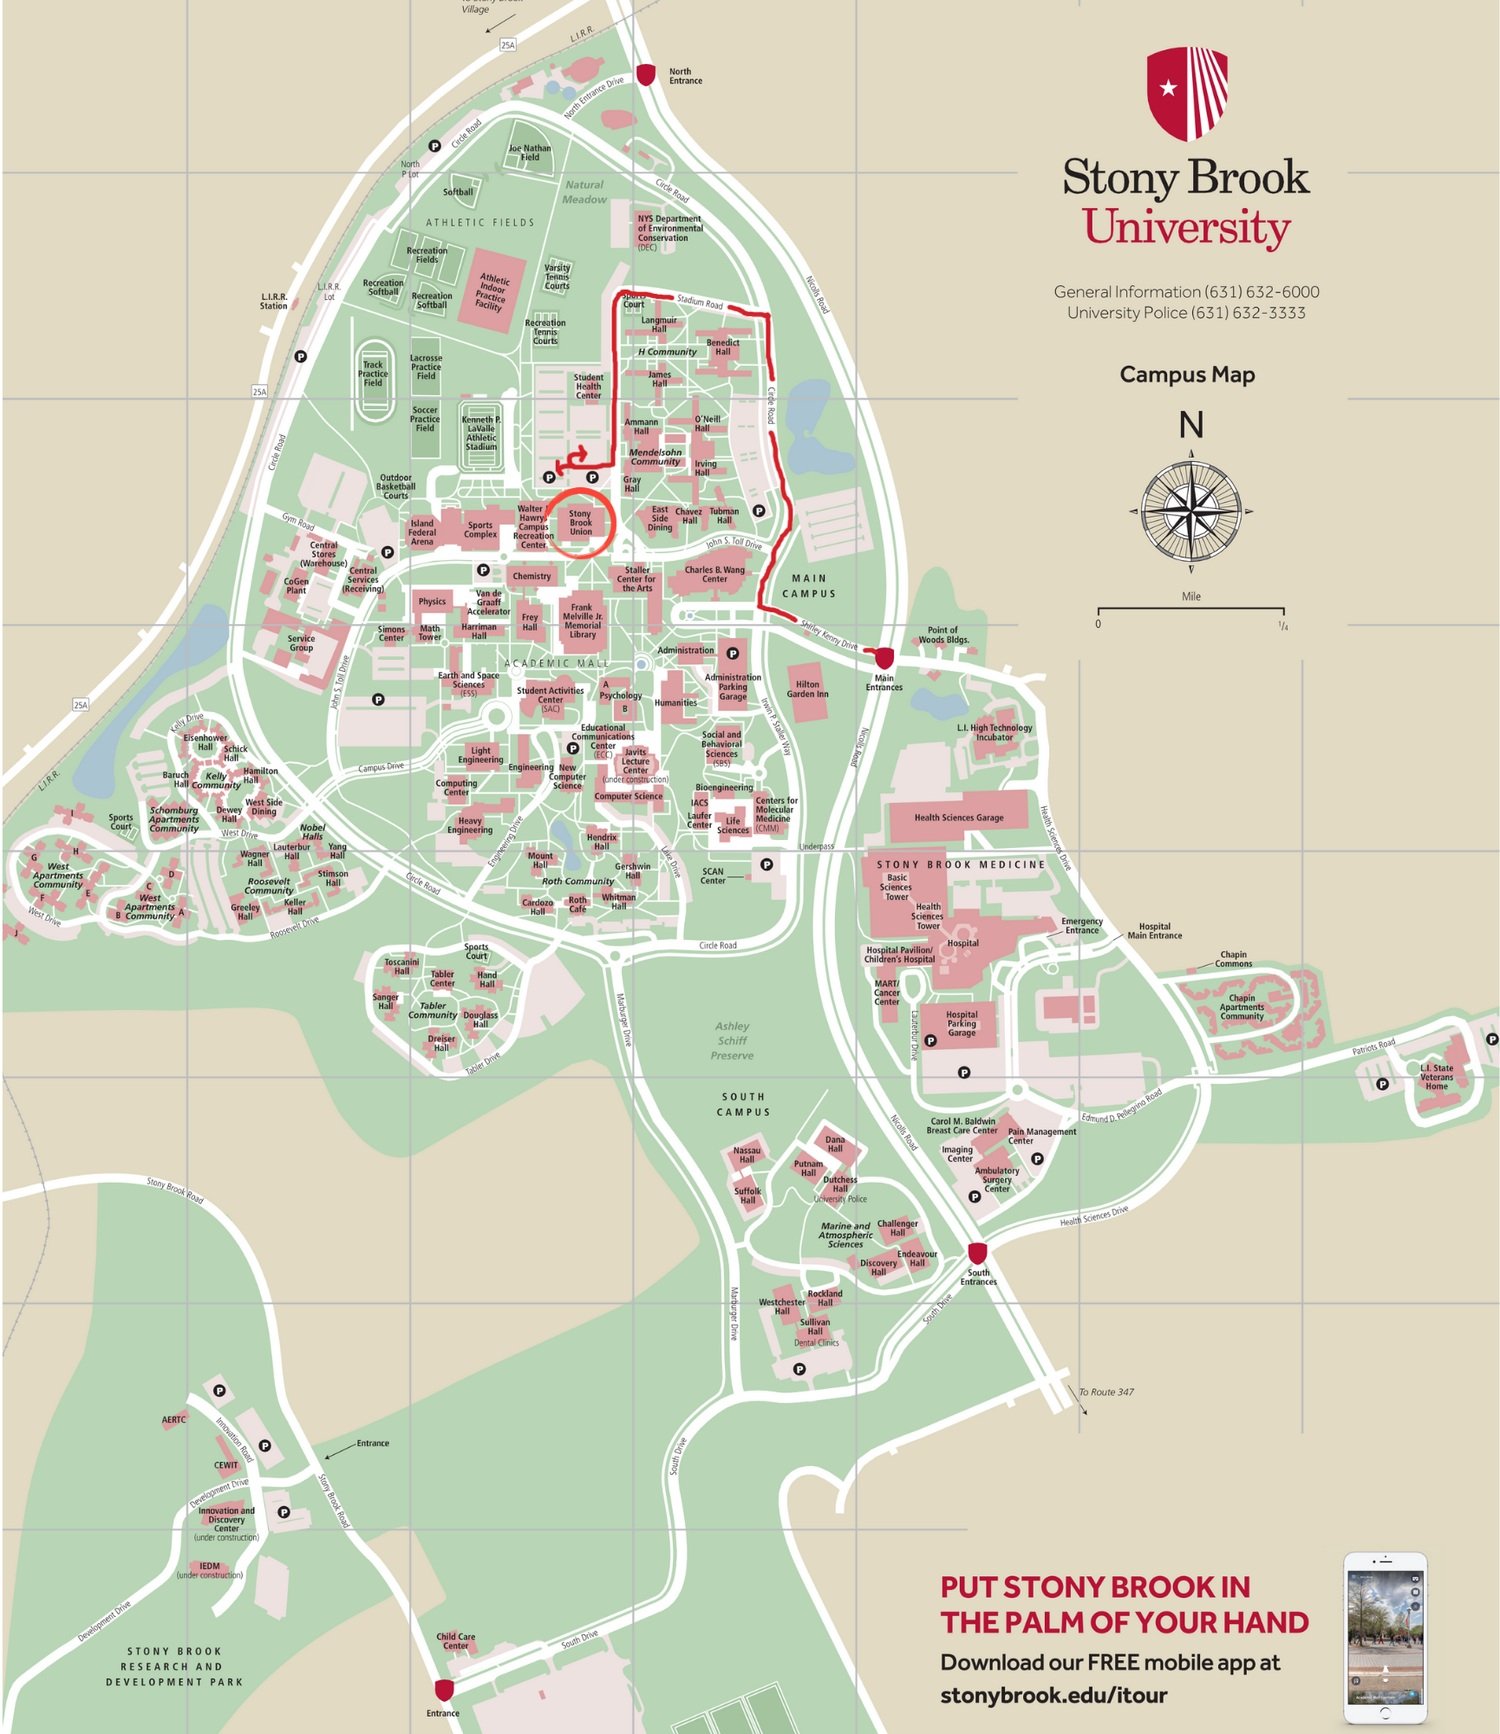 Village
25A
L.I.R.R.
North
Entrance
North Entrance Drive
Circle Road
North
P Lot
Joe Nathan
Field
Softball
Natural
Meadow
Circle Road
ATHLETIC FIELDS
NYS Department
of Environmental
Conservation
(DEC)
Recreation
Fields
Recreation
Softball
Recreation
Softball
Athletic
Indoor
Practice
Facility
Varsity
Tennis
Courts
Recreation
Tennis
Courts
L.I.R.R.
Station
L.I.R.R.
Lot
Nicolls Road
Sports
Court
Stadium Road
Langmuir
Hall
H Community
Benedict
Hall
James
Hall
Track
Practice
Field
Lacrosse
Practice
Field
Soccer
Practice
Field
Student
Health
Center
25A
Circle Road
Kenneth P.
LaValle
Athletic
Stadium
Ammann
Hall
O'Neill
Hall
Mendelsohn
Community
Irving
Hall
Gray
Hall
Circle Road
Outdoor
Basketball
Courts
Gym Road
Island
Federal
Arena
Sports
Complex
Walter J.
Hawrys
Campus
Recreation
Center
Stony
Brook
Union
East
Side
Dining
Chavez
Hall
Tubman
Hall
John S. Toll Drive
Central
Stores
(Warehouse)
CoGen
Plant
Central
Services
(Receiving)
Chemistry
Staller
Center for
the Arts
Charles B. Wang
Center
MAIN
CAMPUS
Physics
Van de
Graaff
Accelerator
Simons
Center
Math
Tower
Harriman
Hall
Frey
Hall
Frank
Melville Jr.
Memorial
Library
Service
Group
Shirley Kenny Drive
Point of
Woods Bldgs.
Main
Entrances
ACADEMIC MALL
Administration
Administration
Parking
Garage
Hilton
Garden Inn
John S. Toll Drive
Earth and Space
Sciences
(ESS)
Student Activities
Center
(SAC)
A
Psychology
B
Humanities
Irwin P. Staller Way
Nicolls Road
25A
L.I.R.R.
Kelly Drive
Eisenhower
Hall
Schick
Hall
Baruch
Hall
Kelly
Community
Hamilton
Hall
Dewey
Hall
West Side
Dining
Schomburg
Apartments
Community
Sports
Court
Campus Drive
Light
Engineering
Engineering
Computing
Center
Heavy
Engineering
Educational
Communications
Center
(ECC)
New
Computer
Science
Javits
Lecture
Center
(under construction)
Computer Science
Social and
Behavioral
Sciences
(SBS)
Bioengineering
IACS
Laufer
Center
Life
Sciences
Centers for
Molecular
Medicine
(CMM)
L.I. High Technology
Incubator
Health Sciences Garage
Health Sciences Drive
Underpass
STONY BROOK MEDICINE
Basic
Sciences
Tower
Health
Sciences
Tower
Hospital
Emergency
Entrance
Hospital
Main Entrance
Hospital Pavilion/
Children's Hospital
MART/
Cancer
Center
Lauterbur Drive
Hospital
Parking
Garage
I
G
H
West
Apartments
Community
F
E
West Drive
J
West Drive
D
C
West
Apartments
Community
B
A
Nobel
Halls
Wagner
Hall
Lauterbur
Hall
Yang
Hall
Roosevelt
Community
Stimson
Hall
Greeley
Hall
Keller
Hall
Roosevelt Drive
Circle Road
Engineering Drive
Mount
Hall
Hendrix
Hall
Gershwin
Hall
Roth Community
Cardozo
Hall
Roth
Café
Whitman
Hall
Lake Drive
SCAN
Center
Circle Road
Toscanini
Hall
Sports
Court
Tabler
Center
Hand
Hall
Sanger
Hall
Tabler
Community
Douglass
Hall
Dreiser
Hall
Tabler Drive
Marburger Drive
Ashley
Schiff
Preserve
SOUTH
CAMPUS
Chapin
Commons
Chapin
Apartments
Community
Patriots Road
L.I. State
Veterans
Home
Edmund D. Pellegrino Road
Nicolls Road
Carol M. Baldwin
Breast Care Center
Pain Management
Center
Imaging
Center
Ambulatory
Surgery
Center
Health Sciences Drive
South
Entrances
Nassau
Hall
Suffolk
Hall
Dana
Hall
Putnam
Hall
Dutchess
Hall
University Police
Marine and
Atmospheric
Sciences
Challenger
Hall
Endeavour
Hall
Discovery
Hall
Westchester
Hall
Rockland
Hall
Sullivan
Hall
Dental Clinics
Marburger Drive
South Drive
To Route 347
Stony Brook Road
AERTC
Innovation Road
CEWIT
Development Drive
Entrance
Stony Brook Road
Innovation and
Discovery
Center
(under construction)
IEDM
(under construction)
Development Drive
STONY BROOK
RESEARCH AND
DEVELOPMENT PARK
South Drive
South Drive
Child Care
Center
Entrance
Stony Brook
University
General Information (631) 632-6000
University Police (631) 632-3333
Campus Map
N
Mile
0 1/4
PUT STONY BROOK IN
THE PALM OF YOUR HAND
Download our FREE mobile app at
stonybrook.edu/itour